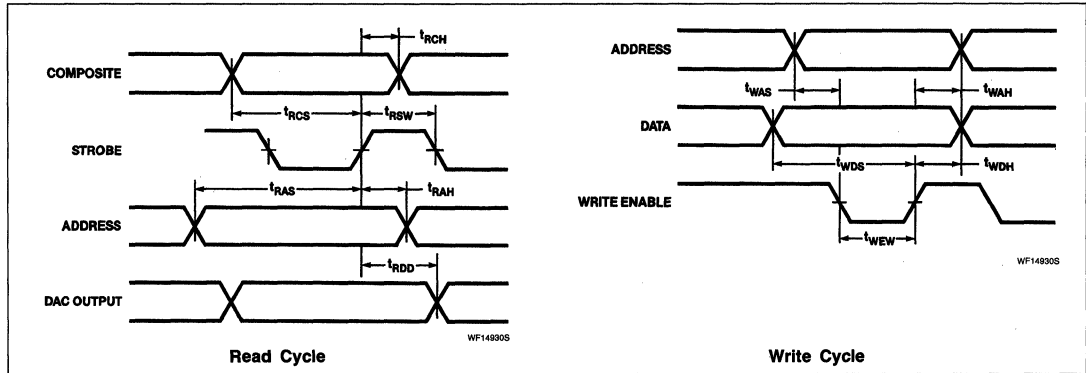 tRCH
COMPOSITE
tRCS
tRSW
STROBE
tRAS
tRAH
ADDRESS
tRDD
DAC OUTPUT
WF14930S
Read Cycle
ADDRESS
tWAS
tWAH
DATA
tWDS
tWDH
WRITE ENABLE
tWEW
WF14930S
Write Cycle